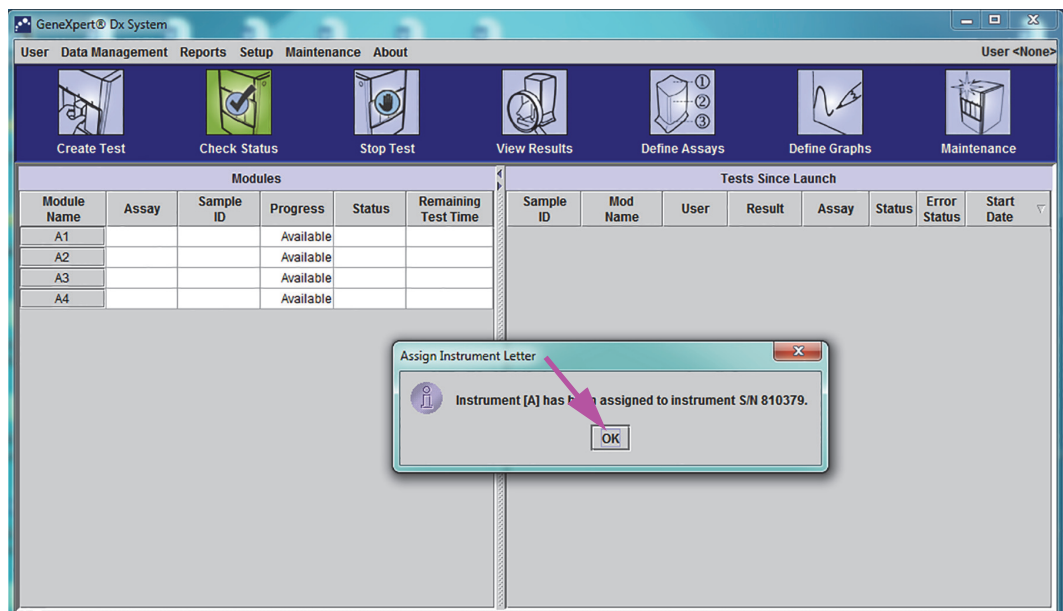 GeneXpert® Dx System
User Data Management Reports Setup Maintenance About User <None>
Create Test Check Status Stop Test View Results Define Assays Define Graphs Maintenance
① ② ③
Modules
Module Name Assay Sample ID Progress Status Remaining Test Time
A1 Available
A2 Available
A3 Available
A4 Available
Tests Since Launch
Sample ID Mod Name User Result Assay Status Error Status Start Date
Assign Instrument Letter
Instrument [A] has assigned to instrument S/N 810379.
OK